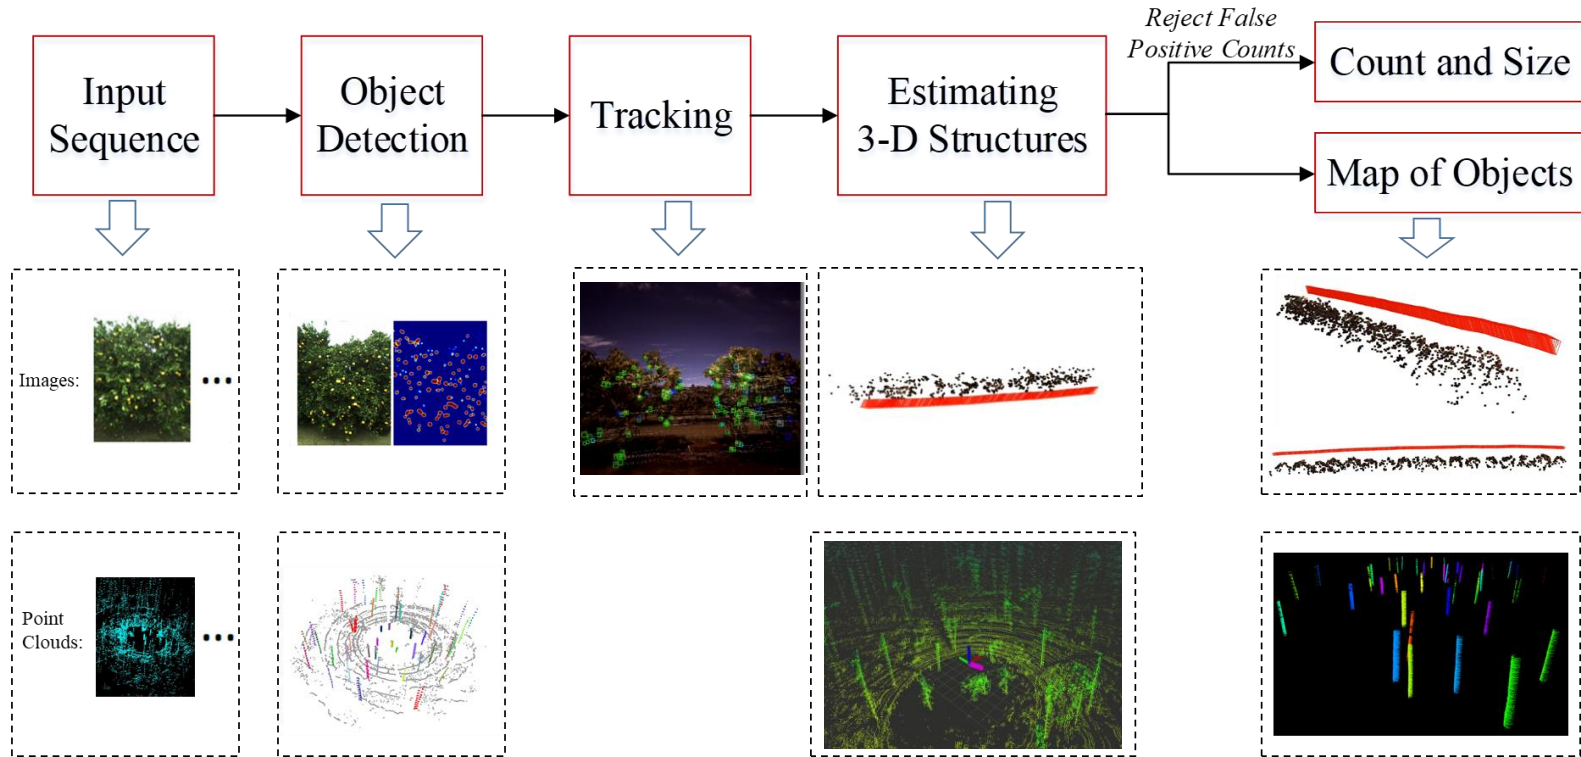 Reject False
Positive Counts
Input
Sequence
Object
Detection
Tracking
Estimating
3-D Structures
Count and Size
Map of Objects
Images:
...
Point
Clouds:
...